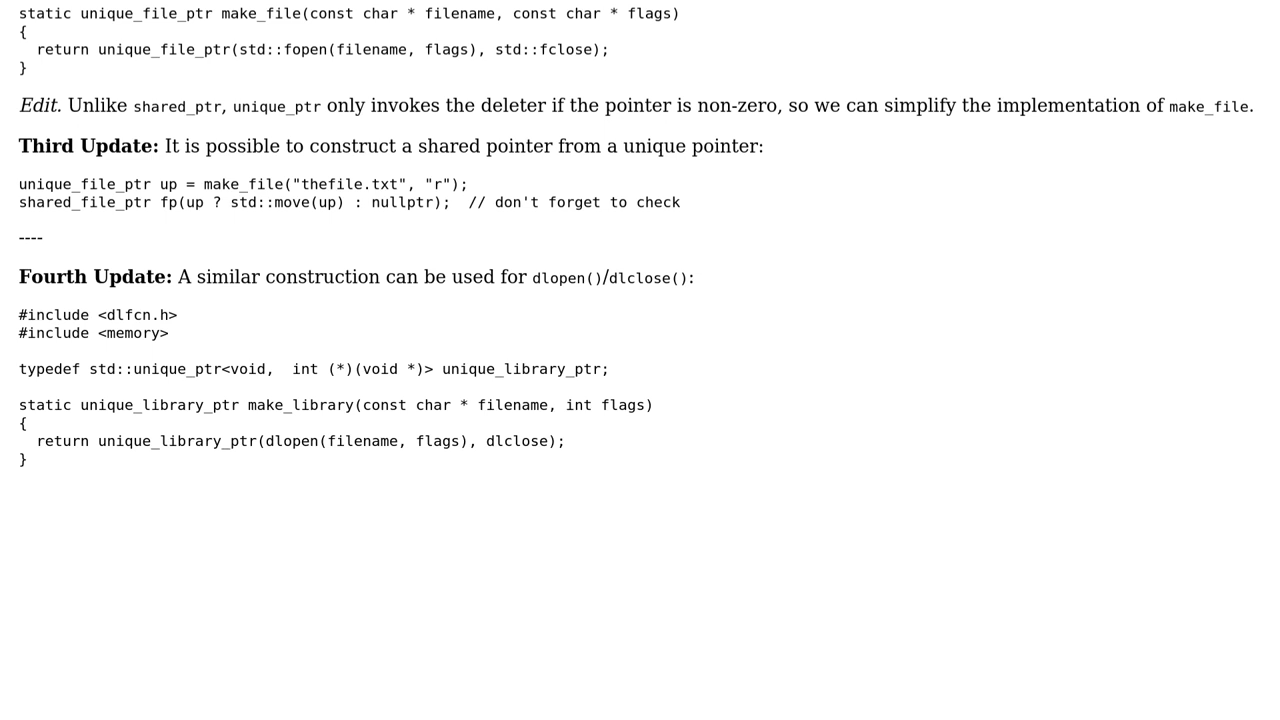 static unique_file_ptr make_file(const char * filename, const char * flags)
{
  return unique_file_ptr(std::fopen(filename, flags), std::fclose);
}
Edit. Unlike shared_ptr, unique_ptr only invokes the deleter if the pointer is non-zero, so we can simplify the implementation of make_file.
Third Update: It is possible to construct a shared pointer from a unique pointer:
unique_file_ptr up = make_file("thefile.txt", "r");
shared_file_ptr fp(up ? std::move(up) : nullptr);  // don't forget to check
----
Fourth Update: A similar construction can be used for dlopen()/dlclose():
#include <dlfcn.h>
#include <memory>
typedef std::unique_ptr<void,  int (*)(void *)> unique_library_ptr;
static unique_library_ptr make_library(const char * filename, int flags)
{
  return unique_library_ptr(dlopen(filename, flags), dlclose);
}